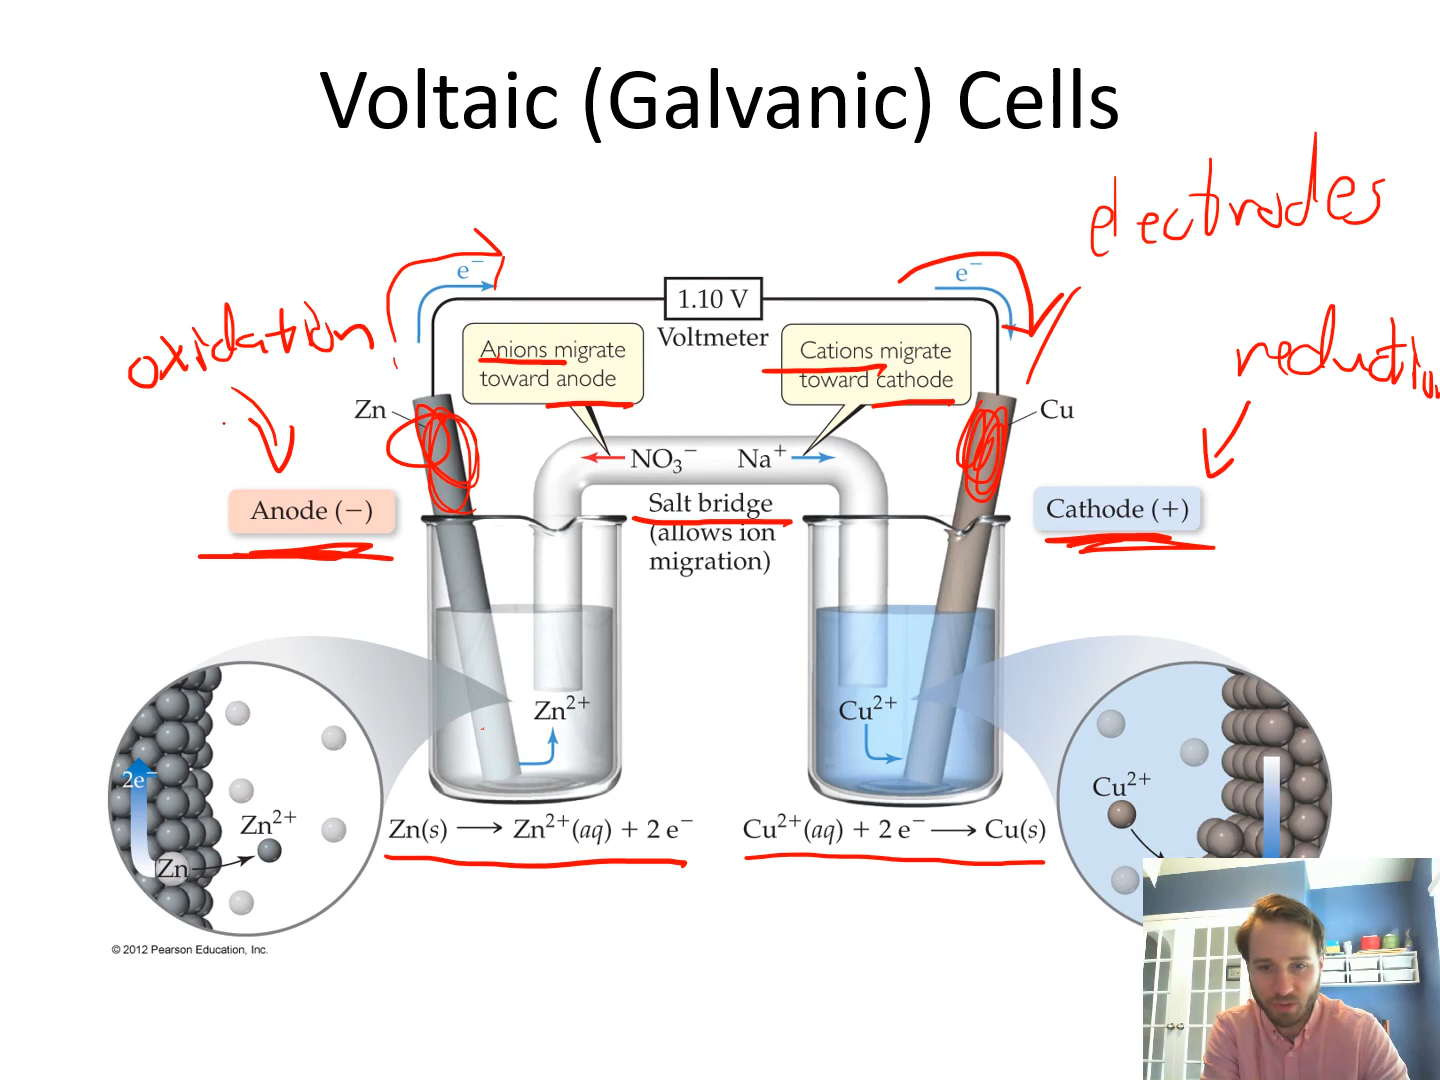 Voltaic (Galvanic) Cells
electrodes
oxidation
reduction
e⁻
e⁻
1.10 V
Voltmeter
Anions migrate
toward anode
Cations migrate
toward cathode
Zn
Cu
NO₃⁻
Na⁺
Salt bridge
(allows ion
migration)
Anode (−)
Cathode (+)
Zn²⁺
Cu²⁺
2e⁻
Zn²⁺
Zn
Cu²⁺
Zn(s) ⟶ Zn²⁺(aq) + 2 e⁻
Cu²⁺(aq) + 2 e⁻ ⟶ Cu(s)
© 2012 Pearson Education, Inc.